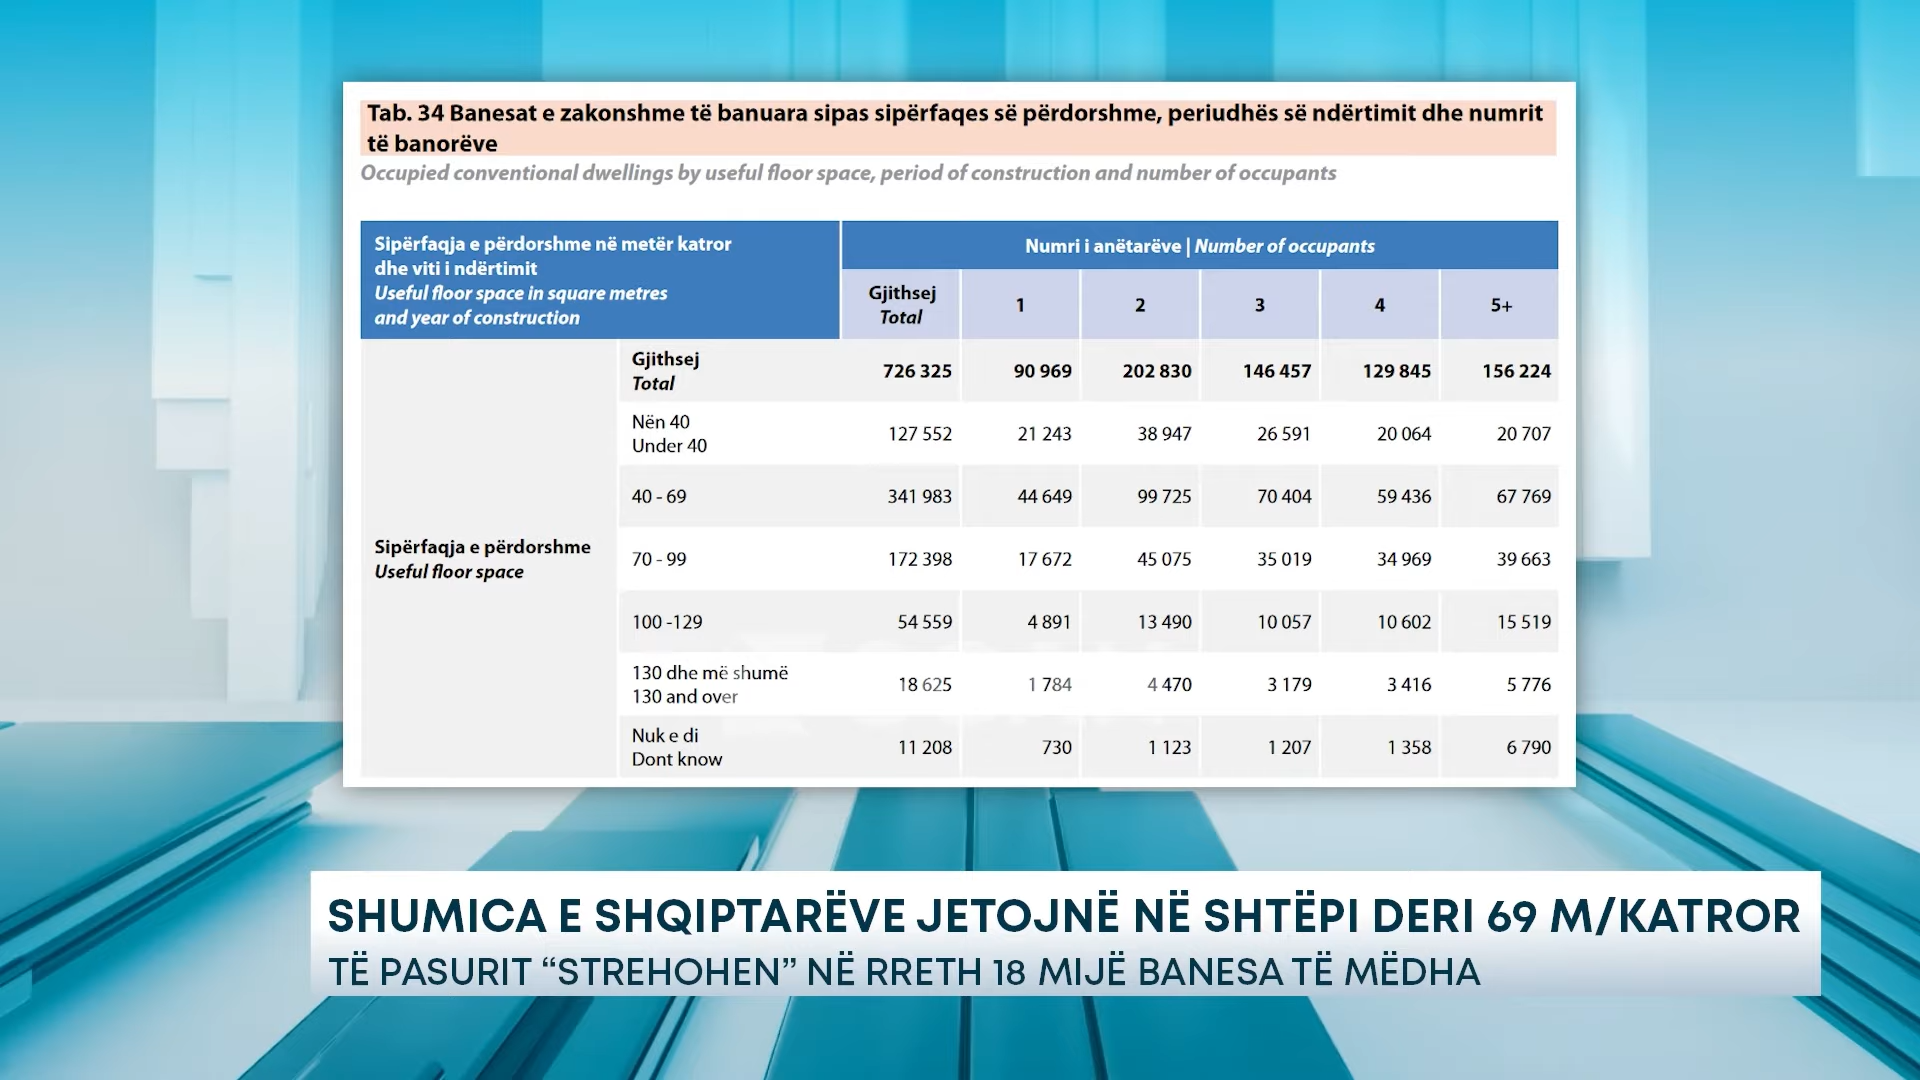 Tab. 34 Banesat e zakonshme të banuara sipas sipërfaqes së përdorshme, periudhës së ndërtimit dhe numrit
të banorëve
Occupied conventional dwellings by useful floor space, period of construction and number of occupants
Sipërfaqja e përdorshme në metër katror
dhe viti i ndërtimit
Useful floor space in square metres
and year of construction
Numri i anëtarëve | Number of occupants
Gjithsej
Total
1 2 3 4 5+
Gjithsej
Total
726 325 90 969 202 830 146 457 129 845 156 224
Nën 40
Under 40
127 552 21 243 38 947 26 591 20 064 20 707
40 - 69 341 983 44 649 99 725 70 404 59 436 67 769
Sipërfaqja e përdorshme
Useful floor space
70 - 99 172 398 17 672 45 075 35 019 34 969 39 663
100 -129 54 559 4 891 13 490 10 057 10 602 15 519
130 dhe më shumë
130 and over
18 625 1 784 4 470 3 179 3 416 5 776
Nuk e di
Dont know
11 208 730 1 123 1 207 1 358 6 790
SHUMICA E SHQIPTARËVE JETOJNË NË SHTËPI DERI 69 M/KATROR
TË PASURIT “STREHOHEN” NË RRETH 18 MIJË BANESA TË MËDHA